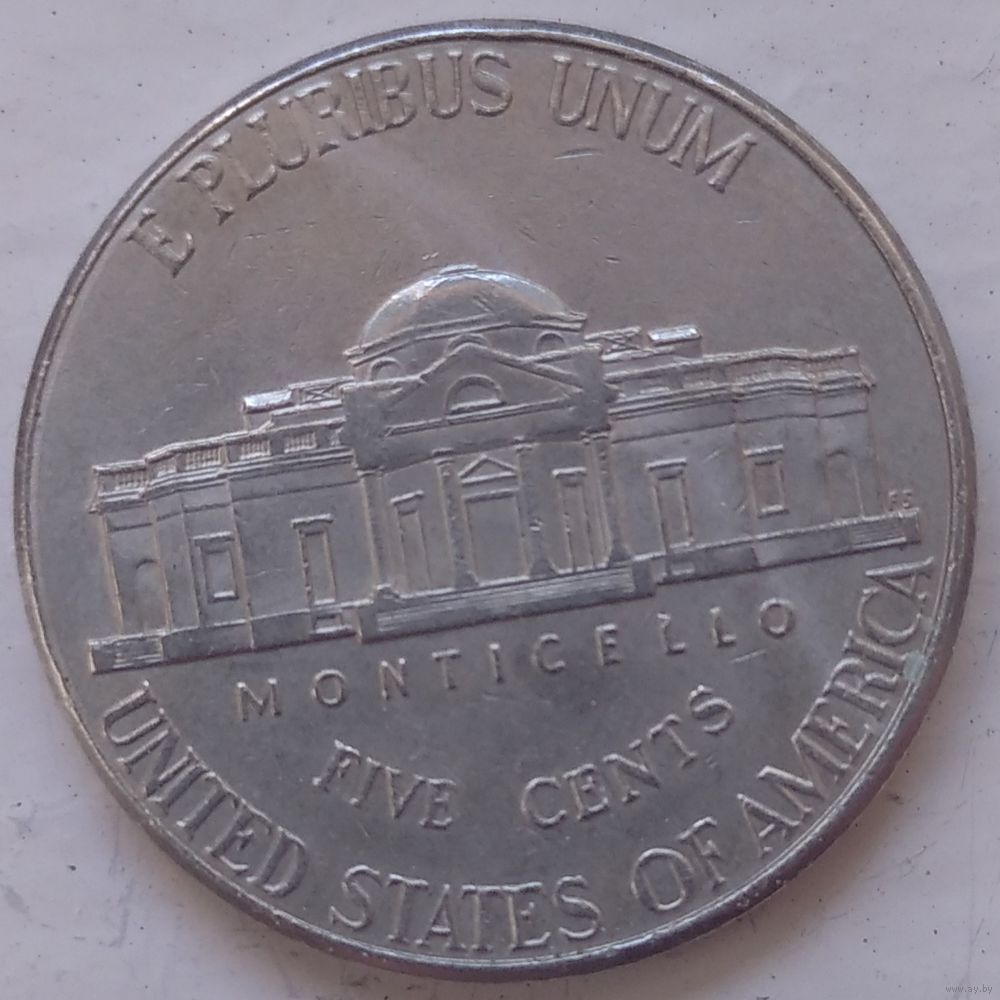 E PLURIBUS UNUM
FS
MONTICELLO
FIVE CENTS
UNITED STATES OF AMERICA
www.ay.by